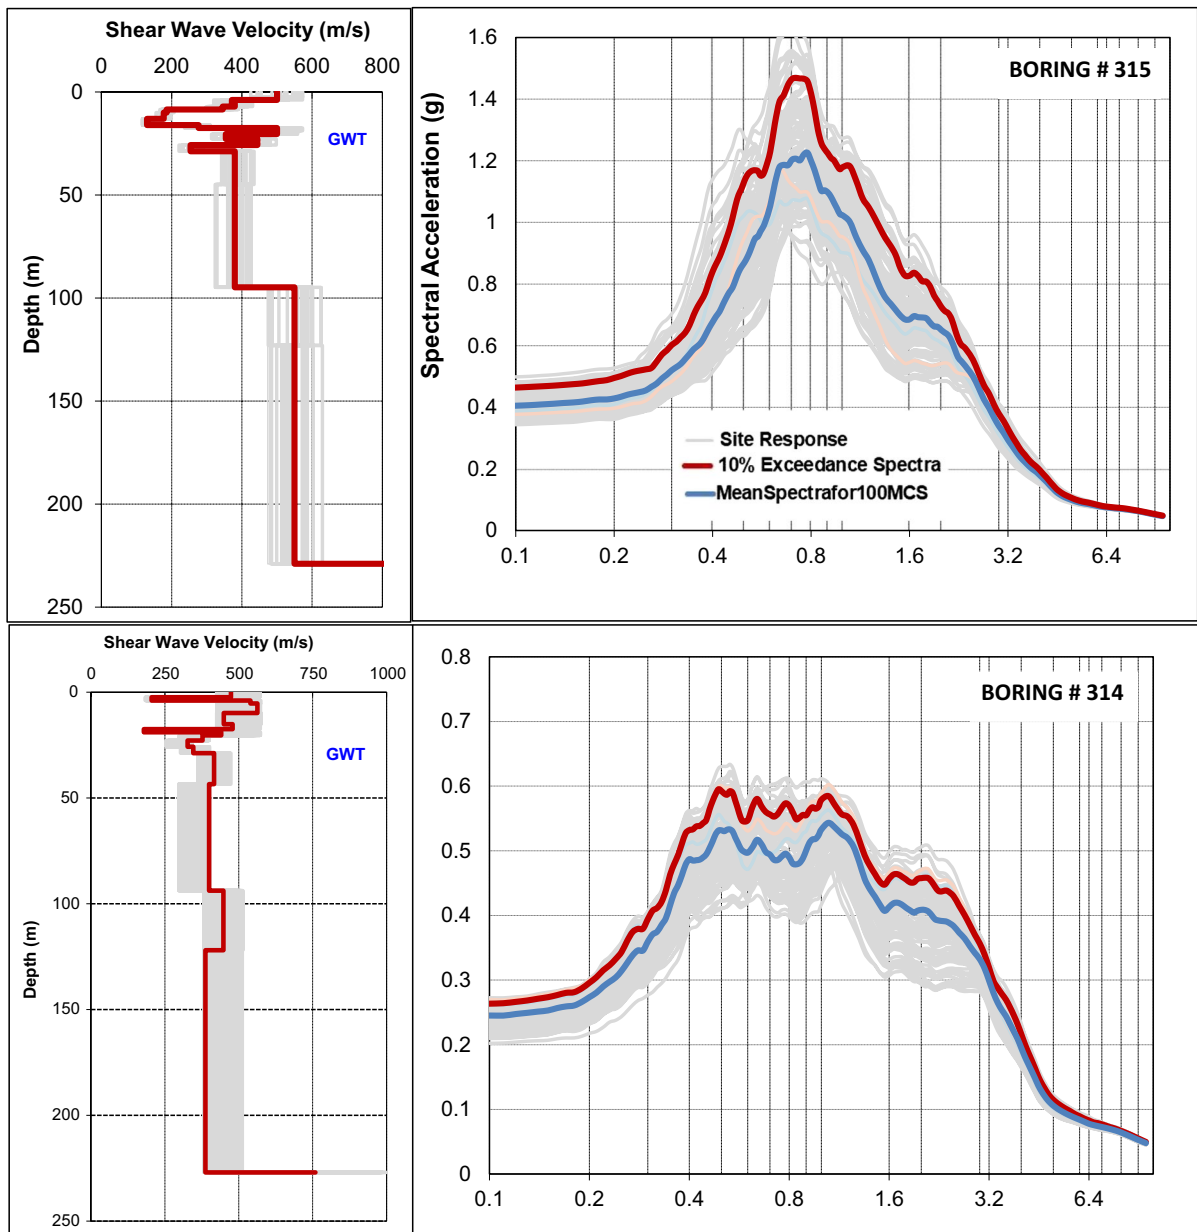 Shear Wave Velocity (m/s)
0 200 400 600 800
0
50
100
150
200
250
Depth (m)
GWT
Spectral Acceleration (g)
1.6
1.4
1.2
1
0.8
0.6
0.4
0.2
0
BORING # 315
Site Response
10% Exceedance Spectra
MeanSpectrafor100MCS
0.1 0.2 0.4 0.8 1.6 3.2 6.4
Shear Wave Velocity (m/s)
0 250 500 750 1000
0
50
100
150
200
250
Depth (m)
GWT
0.8
0.7
0.6
0.5
0.4
0.3
0.2
0.1
0
BORING # 314
0.1 0.2 0.4 0.8 1.6 3.2 6.4